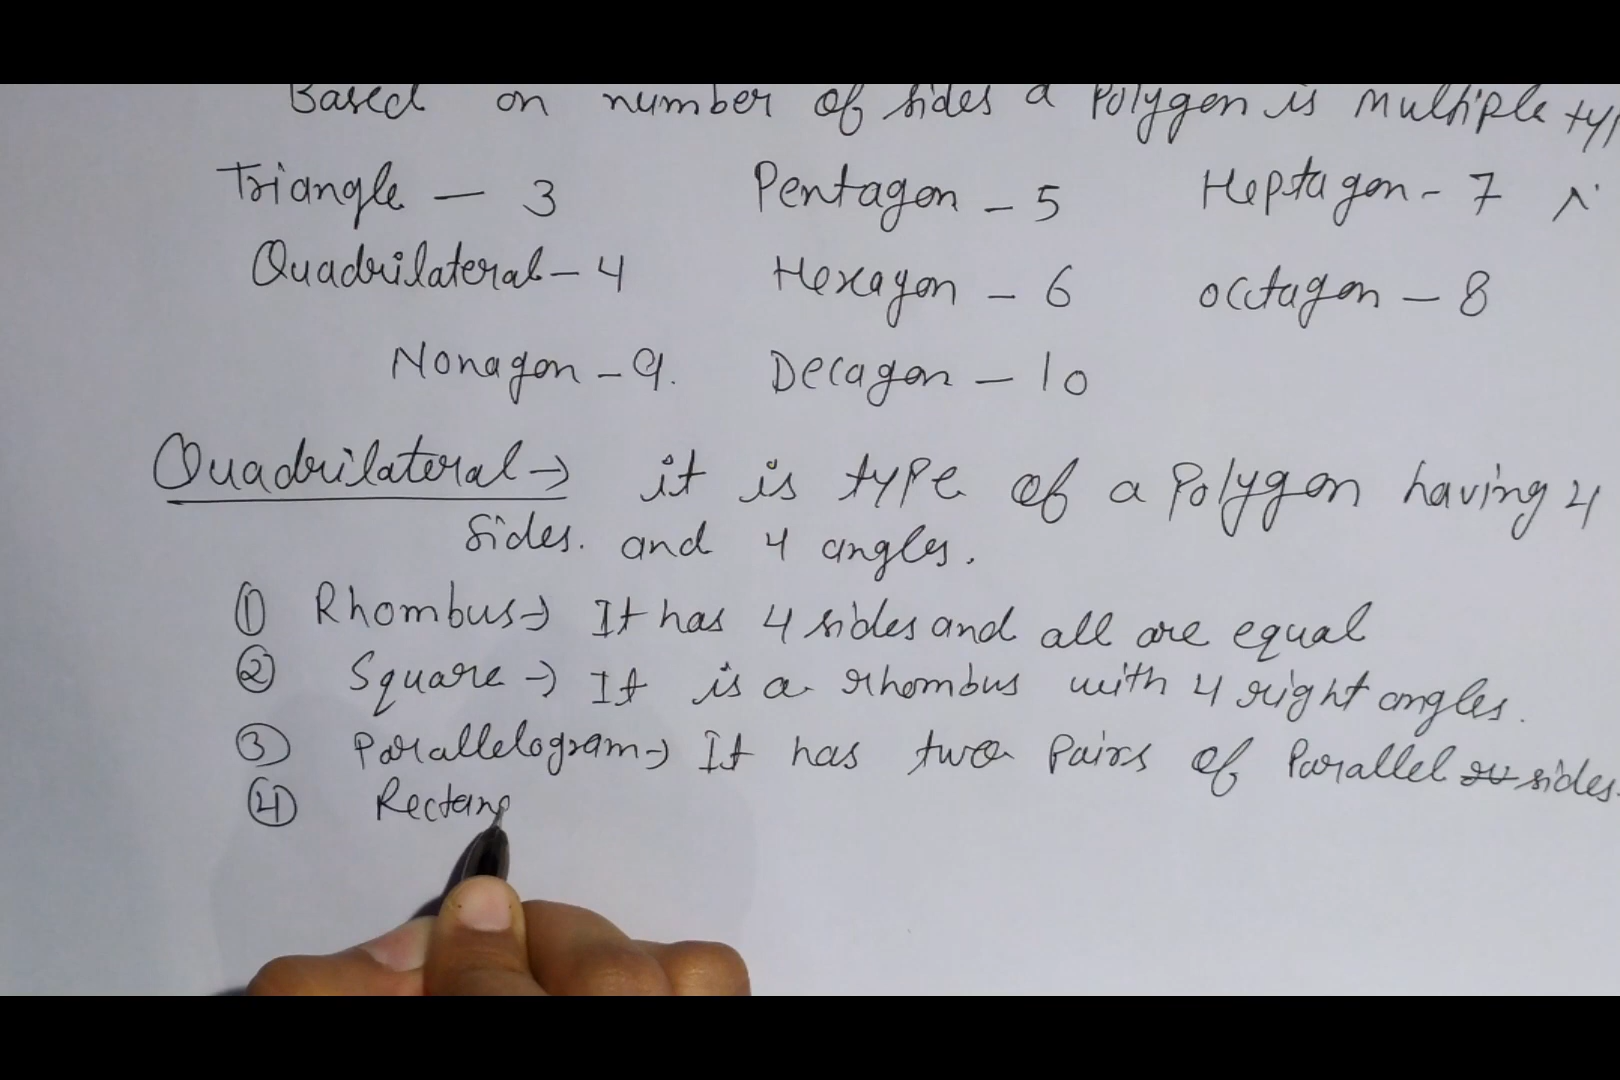 Based on number of sides a Polygon is multiple typ
Triangle - 3 Pentagon - 5 Heptagon - 7
Quadrilateral - 4 Hexagon - 6 octagon - 8
Nonagon - 9. Decagon - 10
Quadrilateral → it is type of a Polygon having 4
sides. and 4 angles.
① Rhombus → It has 4 sides and all are equal
② Square → It is a rhombus with 4 right angles.
③ Parallelogram → It has two Pairs of Parallel sides.
④ Rectang